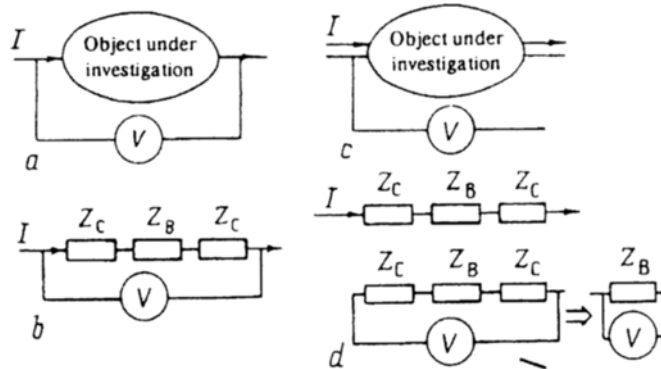 I
Object under
investigation
V
a
I
Object under
investigation
V
c
I
Z_C Z_B Z_C
V
b
I
Z_C Z_B Z_C
Z_C Z_B Z_C
V
d
⇒
Z_B
V